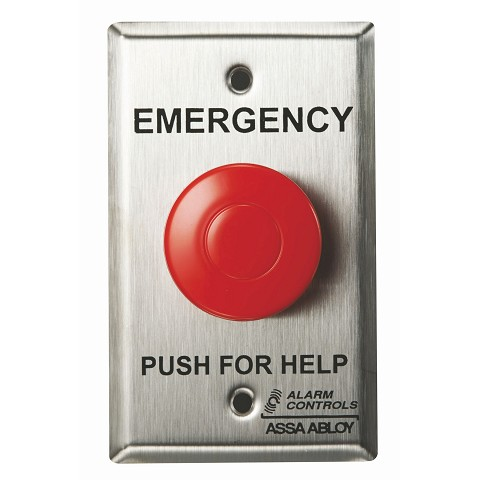 EMERGENCY
PUSH FOR HELP
ALARM
CONTROLS
ASSA ABLOY